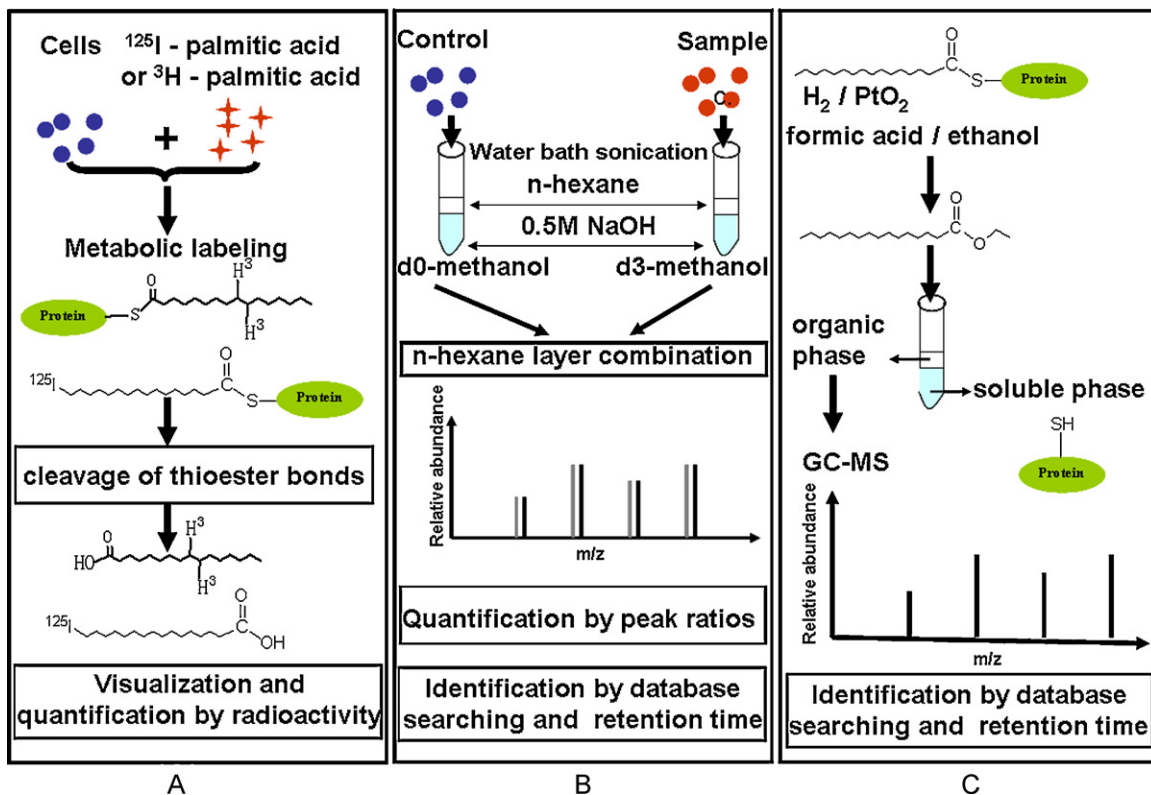 Cells
¹²⁵I - palmitic acid
or ³H - palmitic acid
+
Metabolic labeling
O
H³
Protein
S
H³
O
¹²⁵I
C
S
Protein
cleavage of thioester bonds
O
H³
HO
H³
O
¹²⁵I
C
OH
Visualization and
quantification by radioactivity
A
Control
Sample
C.
Water bath sonication
n-hexane
0.5M NaOH
d0-methanol
d3-methanol
n-hexane layer combination
Relative abundance
m/z
Quantification by peak ratios
Identification by database
searching and retention time
B
O
C
S
Protein
H₂ / PtO₂
formic acid / ethanol
O
C
O
organic
phase
soluble phase
SH
Protein
GC-MS
Relative abundance
m/z
Identification by database
searching and retention time
C